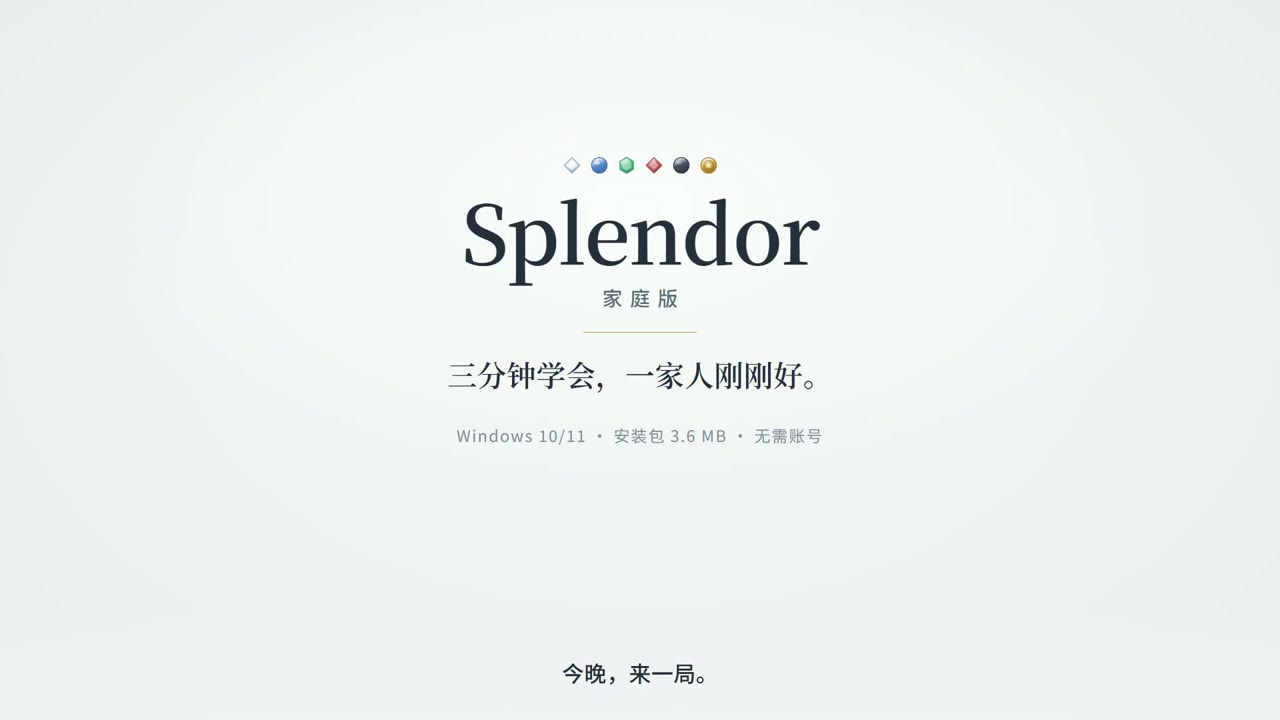 Splendor
家庭版
三分钟学会，一家人刚刚好。
Windows 10/11 · 安装包 3.6 MB · 无需账号
今晚，来一局。